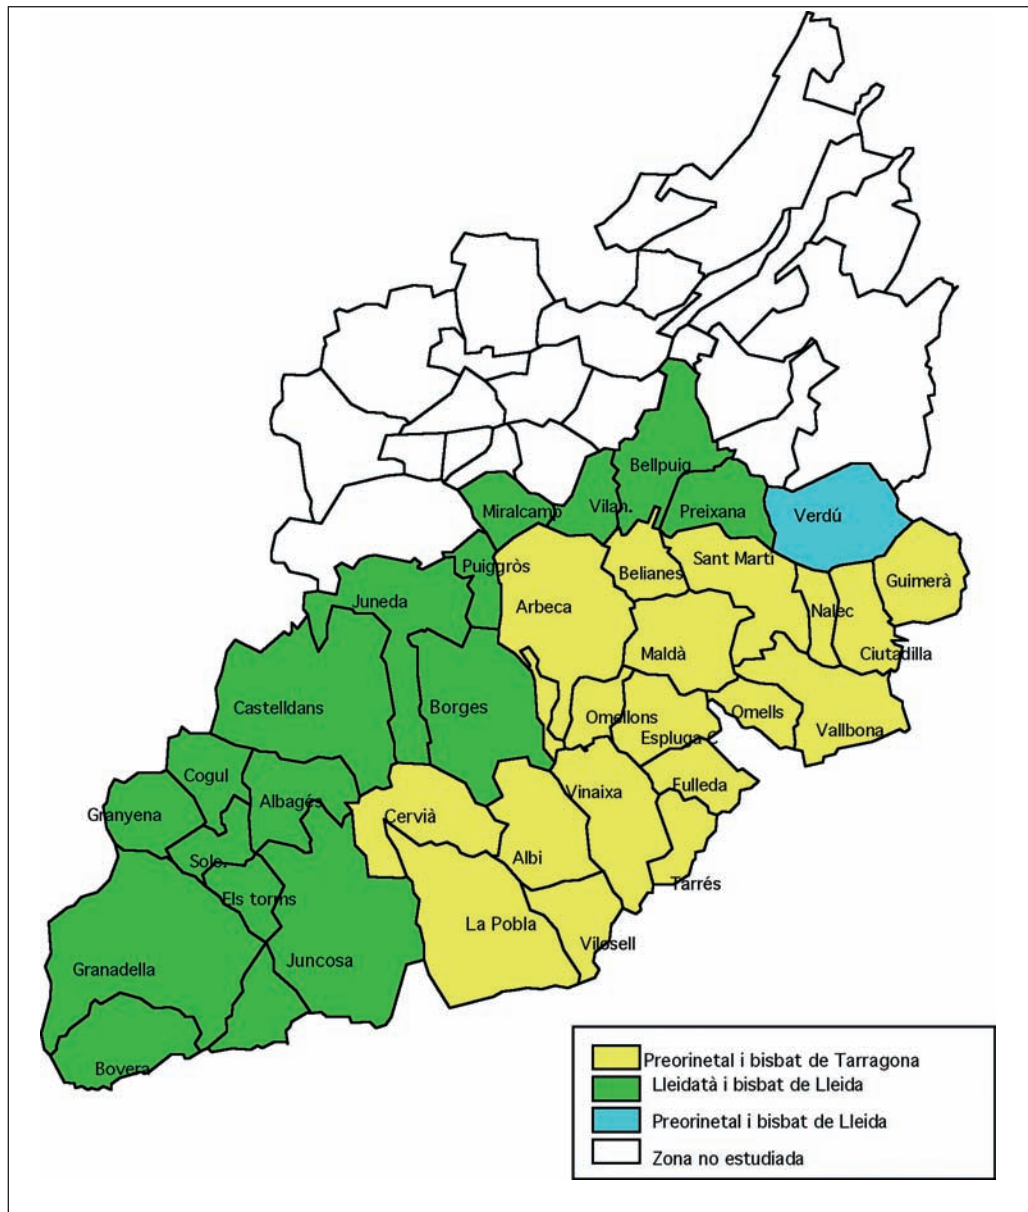 Bellpuig
Miralcamp
Vilan.
Preixana
Verdú
Puiggròs
Belianes
Sant Martí
Guimerà
Juneda
Arbeca
Nalec
Maldà
Ciutadilla
Castelldans
Borges
Omellons
Omells
Espluga C
Vallbona
Cogul
Albagés
Vinaixa
Fulleda
Granyena
Cervià
Solc.
Albi
Tarrés
Els torms
La Pobla
Vilosell
Granadella
Juncosa
Bovera
Preorinetal i bisbat de Tarragona
Lleidatà i bisbat de Lleida
Preorinetal i bisbat de Lleida
Zona no estudiada